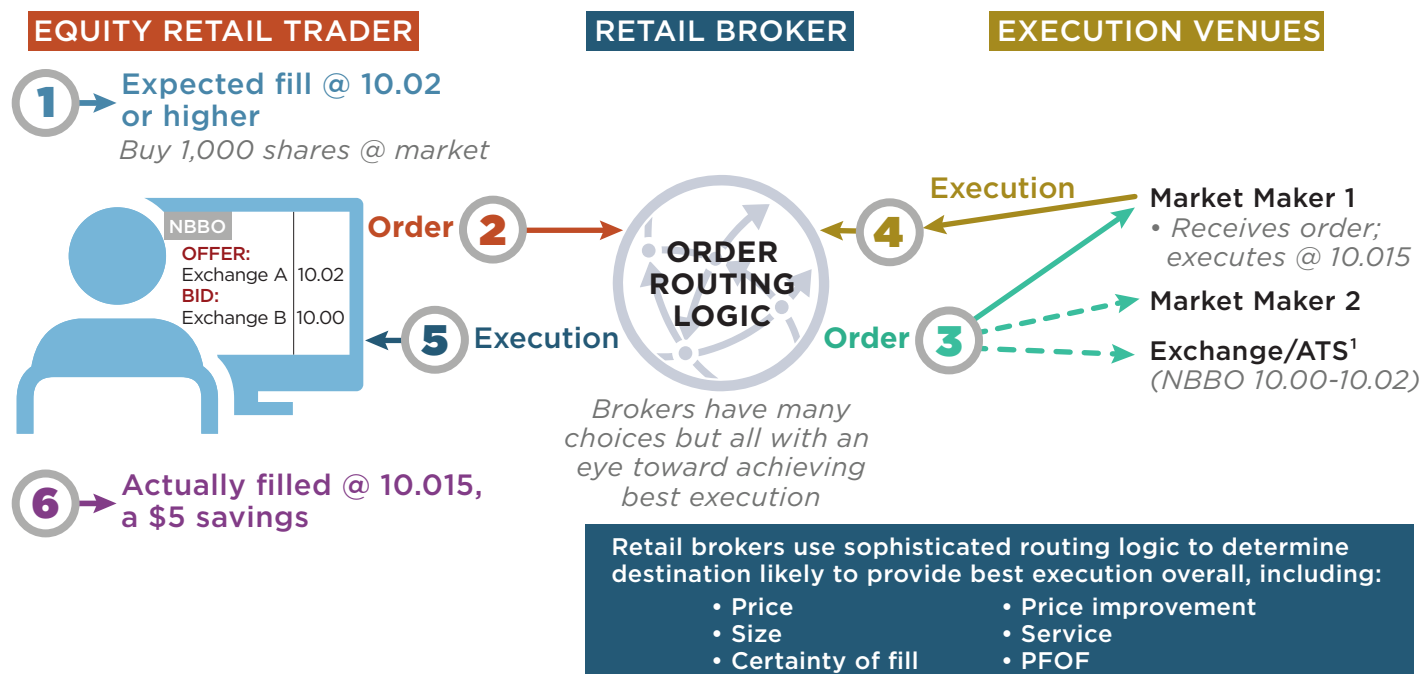 EQUITY RETAIL TRADER
RETAIL BROKER
EXECUTION VENUES
1
Expected fill @ 10.02
or higher
Buy 1,000 shares @ market
NBBO
OFFER:
Exchange A 10.02
BID:
Exchange B 10.00
Order 2
5 Execution
ORDER
ROUTING
LOGIC
Brokers have many
choices but all with an
eye toward achieving
best execution
Execution
4
Order 3
Market Maker 1
• Receives order;
executes @ 10.015
Market Maker 2
Exchange/ATS¹
(NBBO 10.00-10.02)
6
Actually filled @ 10.015,
a $5 savings
Retail brokers use sophisticated routing logic to determine
destination likely to provide best execution overall, including:
• Price
• Size
• Certainty of fill
• Price improvement
• Service
• PFOF